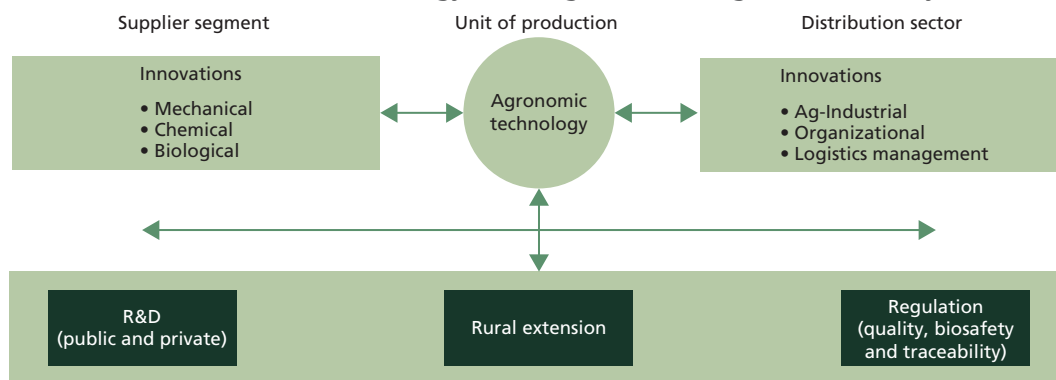 Supplier segment
Unit of production
Distribution sector
Innovations
• Mechanical
• Chemical
• Biological
Agronomic
technology
Innovations
• Ag-Industrial
• Organizational
• Logistics management
R&D
(public and private)
Rural extension
Regulation
(quality, biosafety
and traceability)